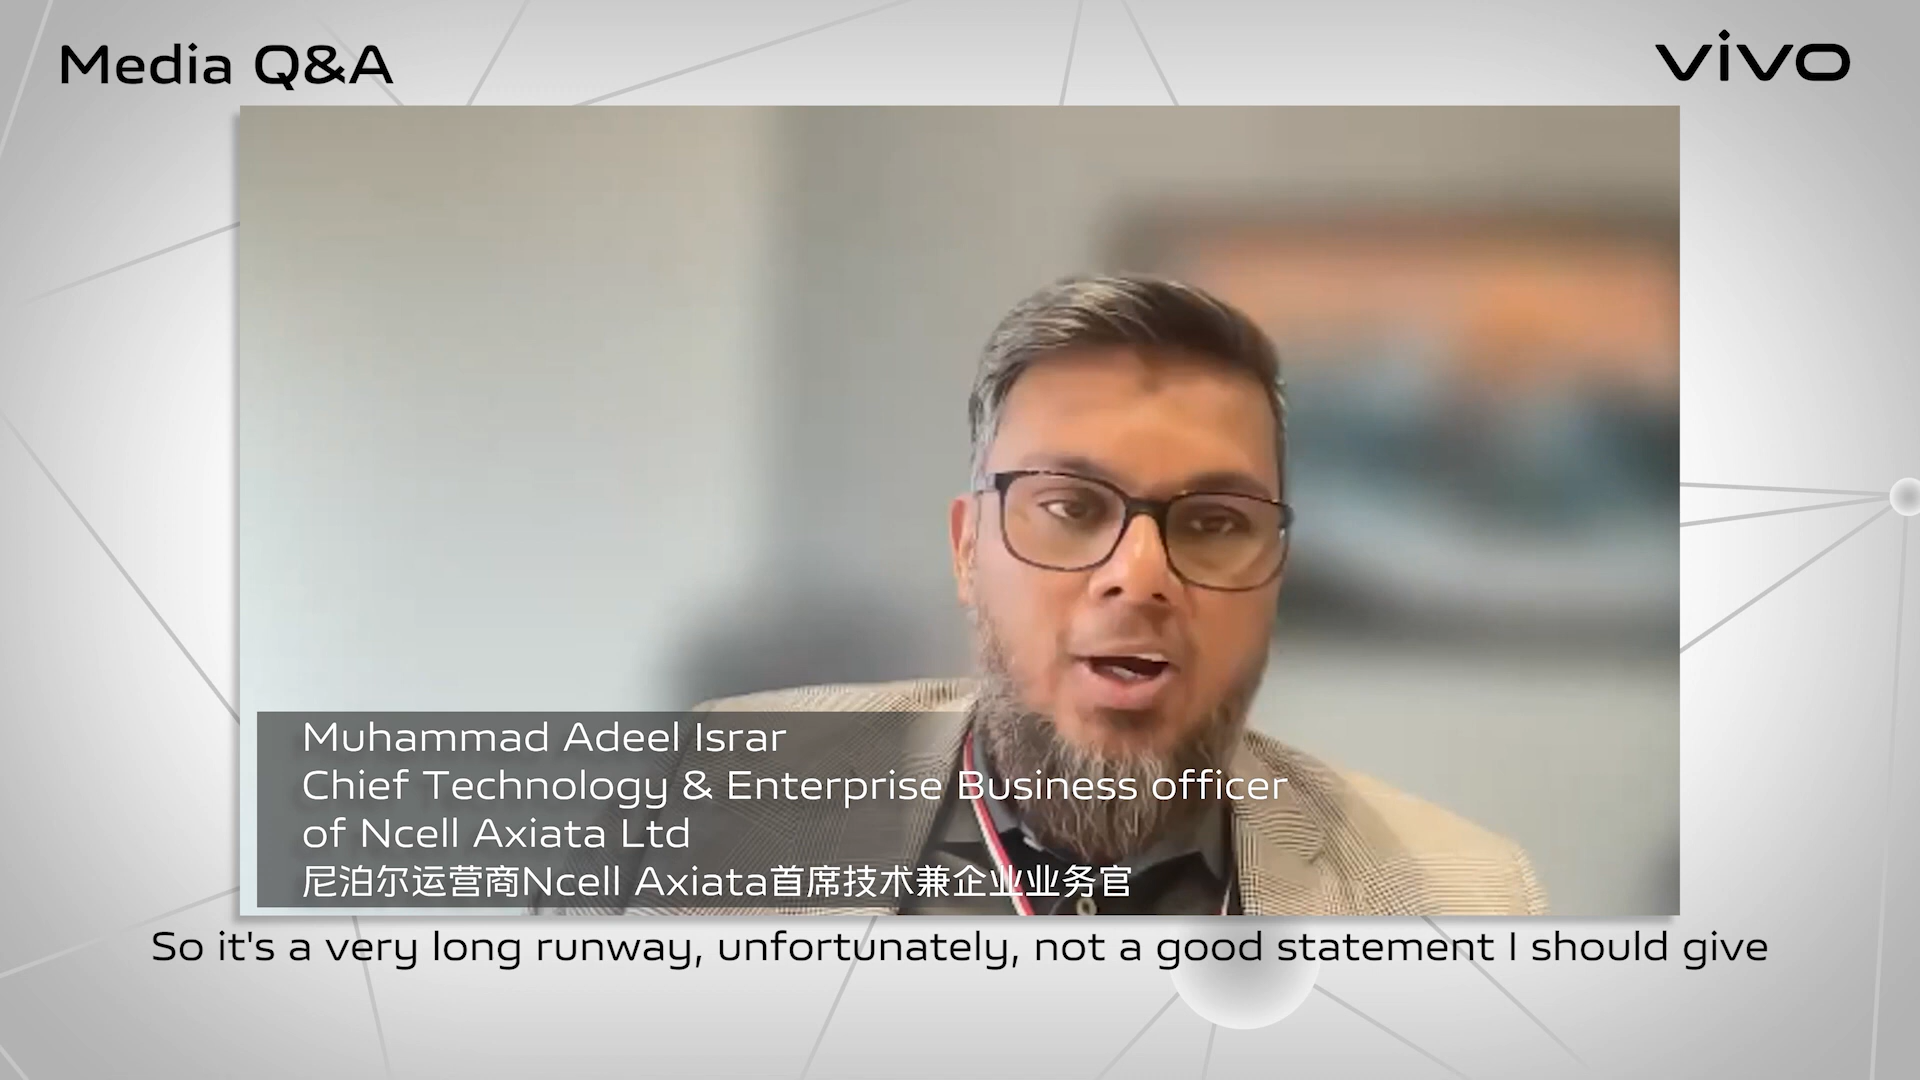 Media Q&A
vivo
Muhammad Adeel Israr
Chief Technology & Enterprise Business officer
of Ncell Axiata Ltd
尼泊尔运营商Ncell Axiata首席技术兼企业业务官
So it's a very long runway, unfortunately, not a good statement I should give